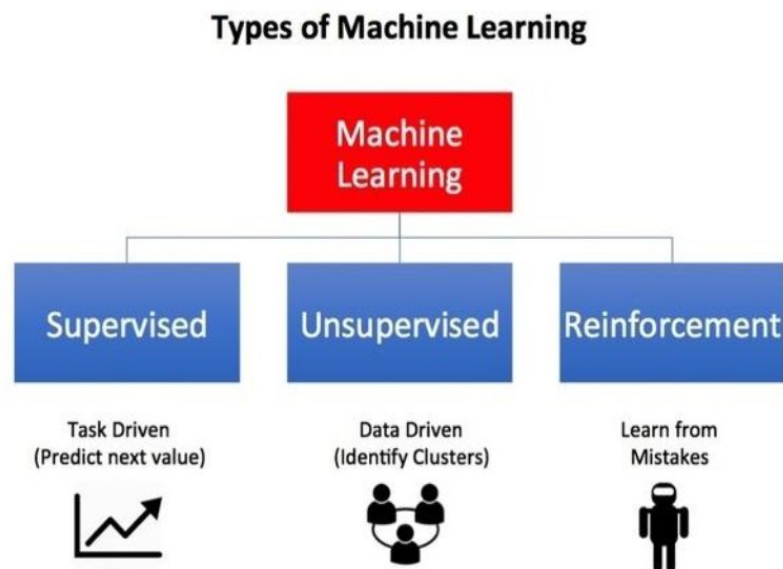 Types of Machine Learning
Machine
Learning
Supervised
Unsupervised
Reinforcement
Task Driven
(Predict next value)
Data Driven
(Identify Clusters)
Learn from
Mistakes